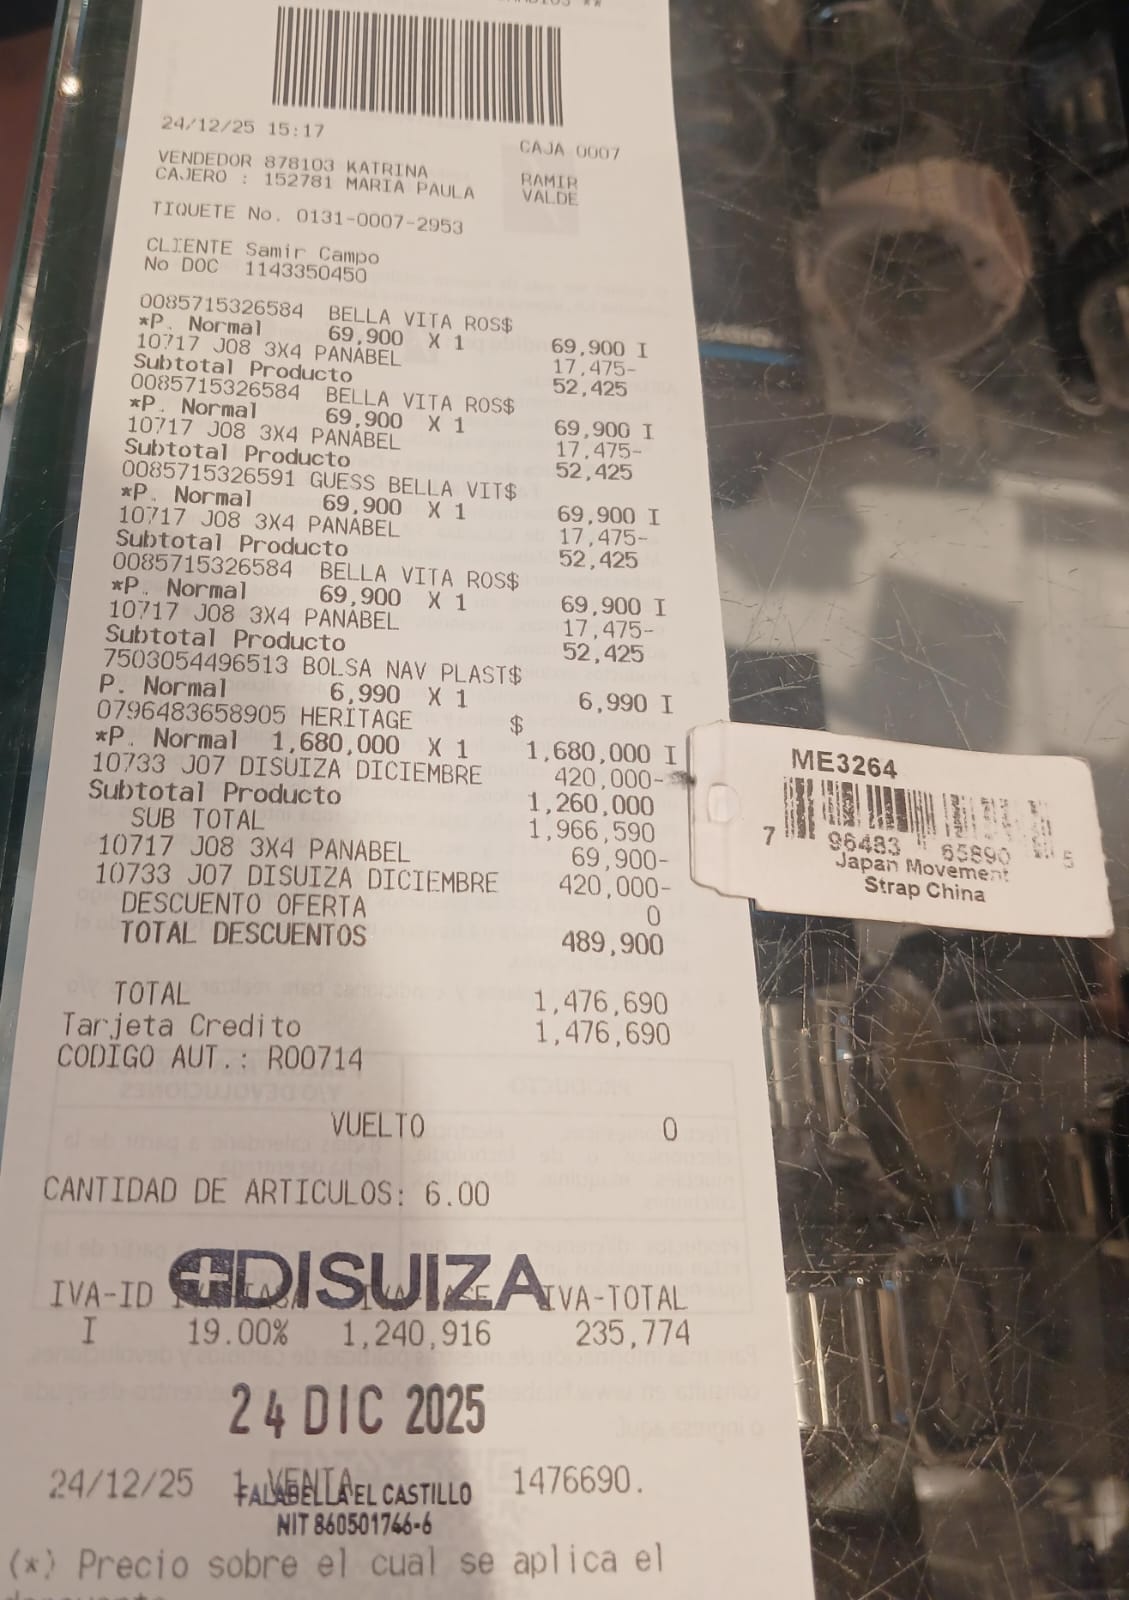 24/12/25 15:17 CAJA 0007
VENDEDOR 878103 KATRINA RAMIR
CAJERO : 152781 MARIA PAULA VALDE
TIQUETE No. 0131-0007-2953
CLIENTE Samir Campo
No DOC 1143350450
0085715326584 BELLA VITA ROS$
*P. Normal 69,900 X 1 69,900 I
10717 J08 3X4 PANABEL 17,475-
Subtotal Producto 52,425
0085715326584 BELLA VITA ROS$
*P. Normal 69,900 X 1 69,900 I
10717 J08 3X4 PANABEL 17,475-
Subtotal Producto 52,425
0085715326591 GUESS BELLA VIT$
*P. Normal 69,900 X 1 69,900 I
10717 J08 3X4 PANABEL 17,475-
Subtotal Producto 52,425
0085715326584 BELLA VITA ROS$
*P. Normal 69,900 X 1 69,900 I
10717 J08 3X4 PANABEL 17,475-
Subtotal Producto 52,425
7503054496513 BOLSA NAV PLAST$
P. Normal 6,990 X 1 6,990 I
0796483658905 HERITAGE $
*P. Normal 1,680,000 X 1 1,680,000 I
10733 J07 DISUIZA DICIEMBRE 420,000-
Subtotal Producto 1,260,000
SUB TOTAL 1,966,590
10717 J08 3X4 PANABEL 69,900-
10733 J07 DISUIZA DICIEMBRE 420,000-
DESCUENTO OFERTA 0
TOTAL DESCUENTOS 489,900
TOTAL 1,476,690
Tarjeta Credito 1,476,690
CODIGO AUT.: R00714
VUELTO 0
CANTIDAD DE ARTICULOS: 6.00
DISUIZA
IVA-ID IVA-TOTAL
I 19.00% 1,240,916 235,774
24 DIC 2025
24/12/25 1 VENTA 1476690.
FALABELLA EL CASTILLO
NIT 860501766-6
(*) Precio sobre el cual se aplica el
ME3264
7 96483 65890 5
Japan Movement
Strap China